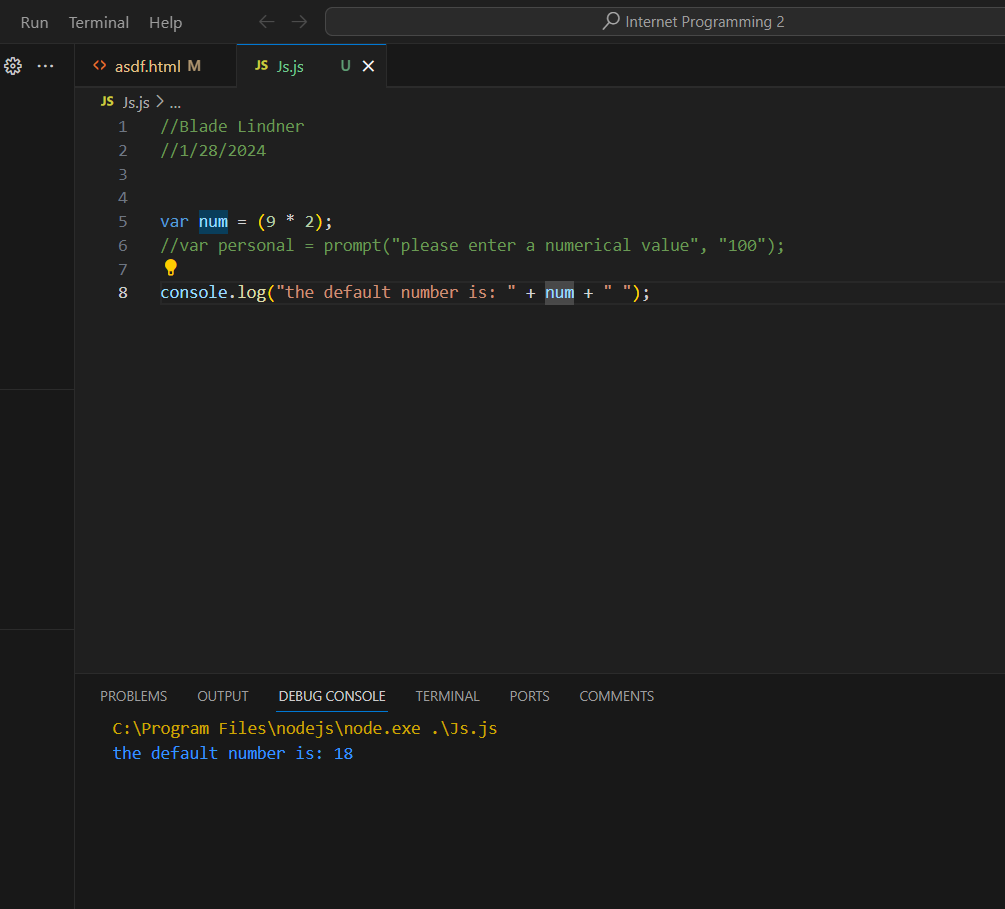 Run Terminal Help Internet Programming 2
asdf.html M JS Js.js U
JS Js.js > ...
1 //Blade Lindner
2 //1/28/2024
3
4
5 var num = (9 * 2);
6 //var personal = prompt("please enter a numerical value", "100");
7
8 console.log("the default number is: " + num + " ");
PROBLEMS OUTPUT DEBUG CONSOLE TERMINAL PORTS COMMENTS
C:\Program Files\nodejs\node.exe .\Js.js
the default number is: 18